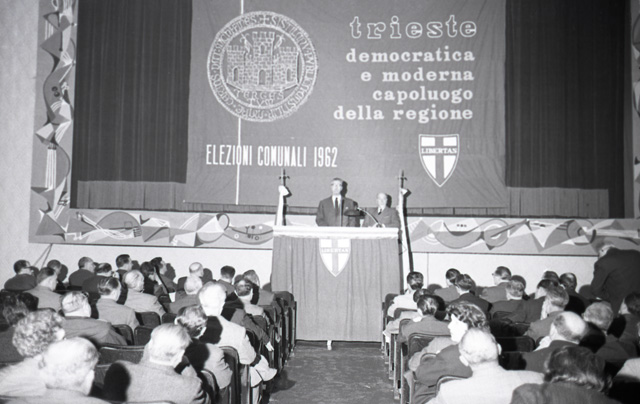 trieste
democratica
e moderna
capoluogo
della regione
ELEZIONI COMUNALI 1962
LIBERTAS